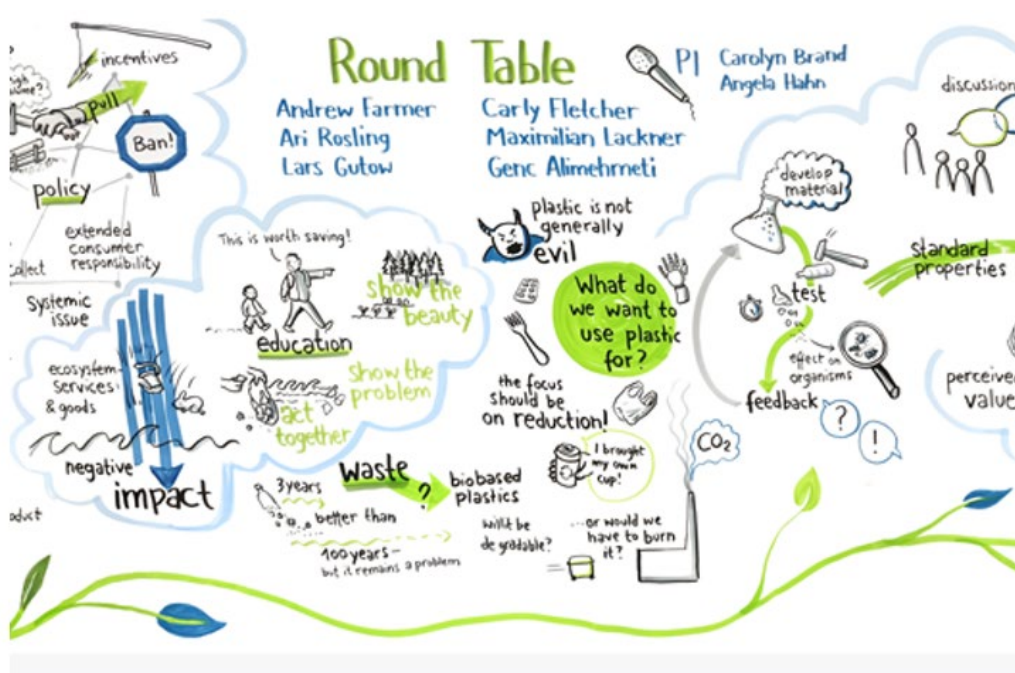 incentives
pull
Ban!
policy
extended
consumer
responsibility
Systemic
issue
ecosystem
services
& goods
negative
impact
Round Table
Andrew Farmer
Ari Rosling
Lars Gutow
Carly Fletcher
Maximilian Lackner
Genc Alimehmeti
PI
Carolyn Brand
Angela Hahn
This is worth saving!
education
show the
beauty
show the
problem
act
together
plastic is not
generally
evil
What do
we want to
use plastic
for?
the focus
should be
on reduction!
I brought
my own
cup!
CO₂
waste
?
biobased
plastics
3 years
better than
100 years –
but it remains a problem
will it be
degradable?
...or would we
have to burn
it?
develop
material
test
effect on
organisms
feedback
?
!
discussion
standard
properties
value